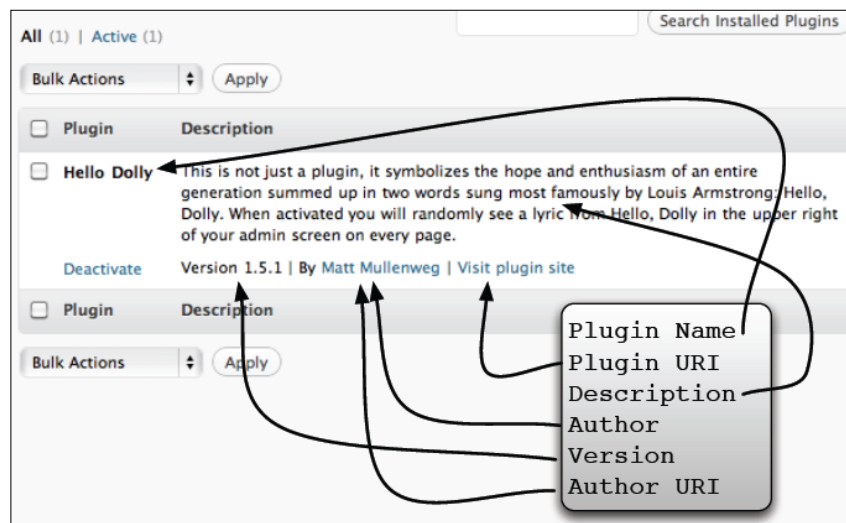 Search Installed Plugins
All (1) | Active (1)
Bulk Actions Apply
Plugin Description
Hello Dolly This is not just a plugin, it symbolizes the hope and enthusiasm of an entire
generation summed up in two words sung most famously by Louis Armstrong: Hello,
Dolly. When activated you will randomly see a lyric from Hello, Dolly in the upper right
of your admin screen on every page.
Deactivate Version 1.5.1 | By Matt Mullenweg | Visit plugin site
Plugin Description
Bulk Actions Apply
Plugin Name
Plugin URI
Description
Author
Version
Author URI